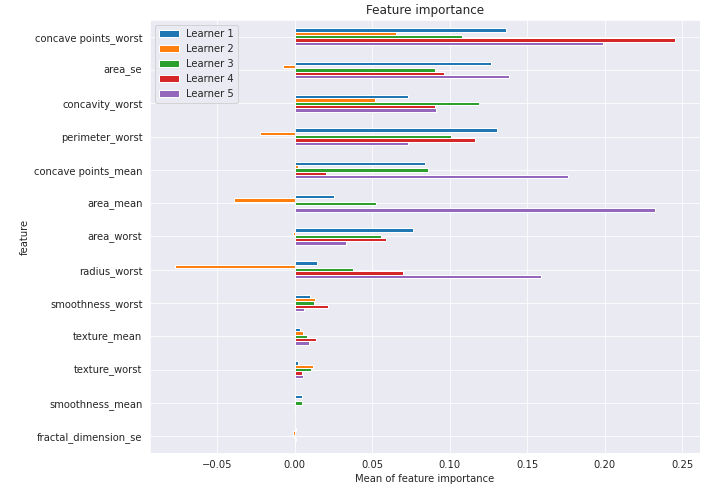 Feature importance
Learner 1
Learner 2
Learner 3
Learner 4
Learner 5
feature
concave points_worst
area_se
concavity_worst
perimeter_worst
concave points_mean
area_mean
area_worst
radius_worst
smoothness_worst
texture_mean
texture_worst
smoothness_mean
fractal_dimension_se
−0.05 0.00 0.05 0.10 0.15 0.20 0.25
Mean of feature importance